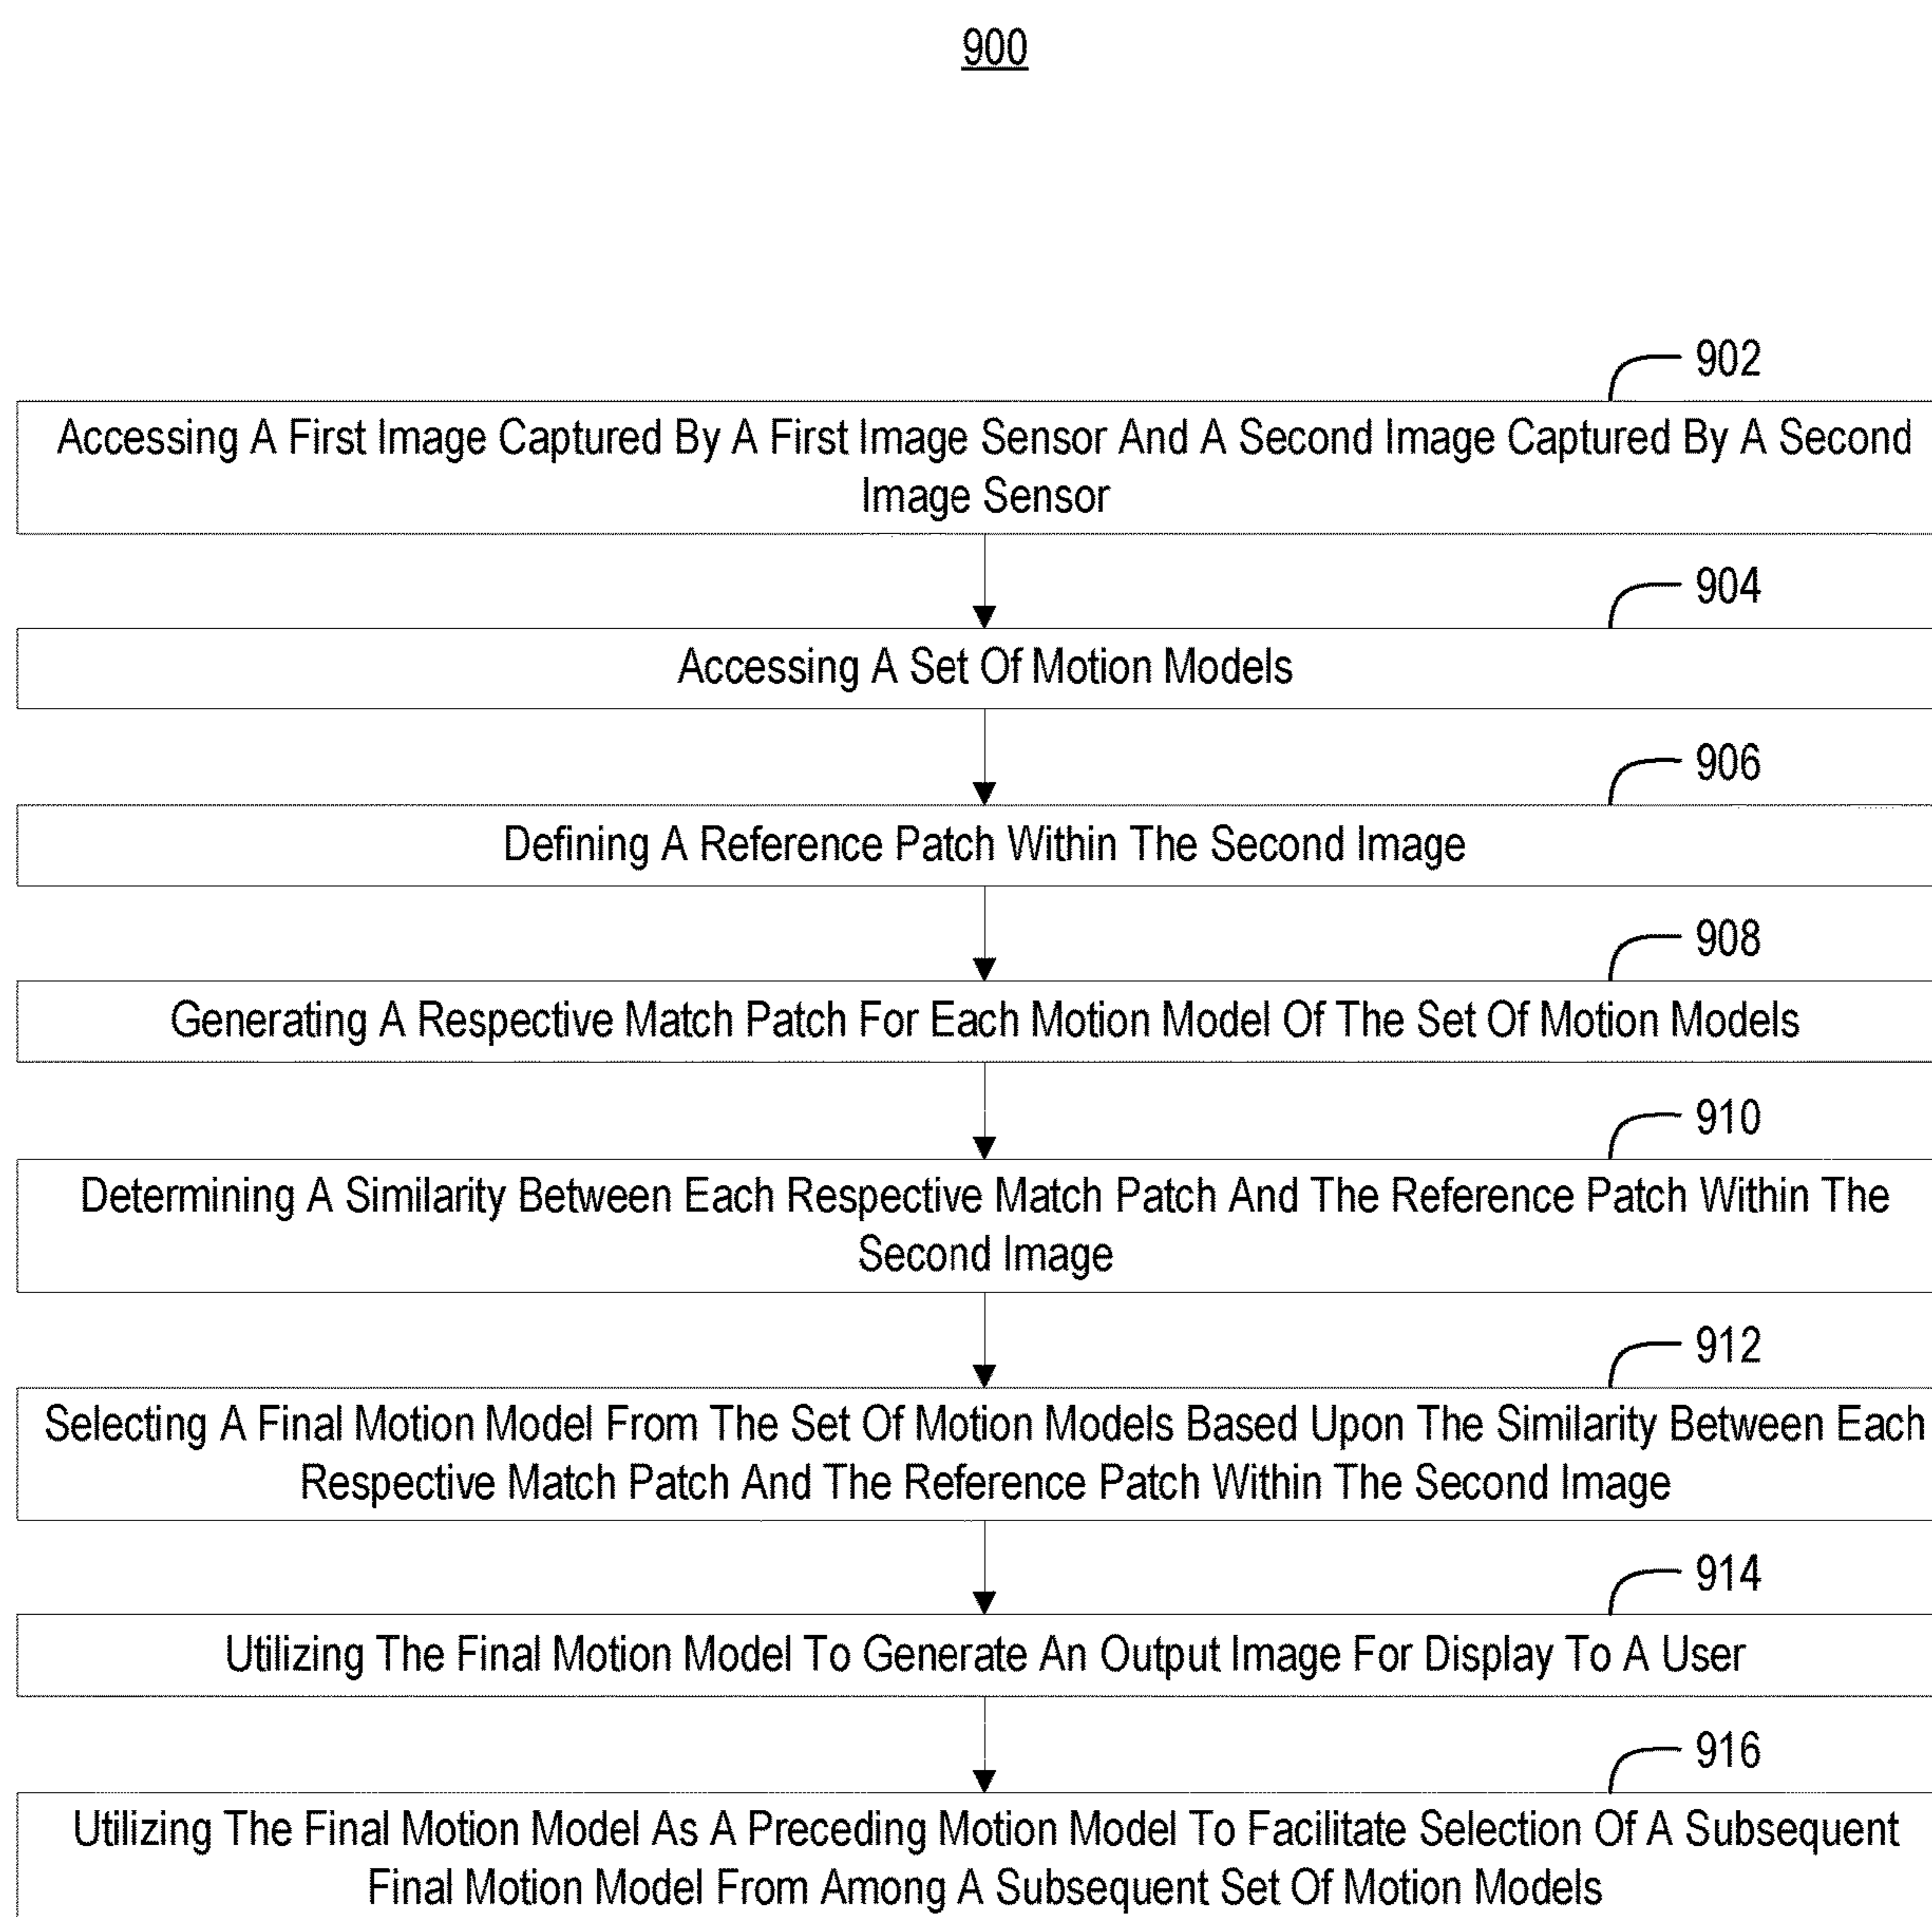 900
902
Accessing A First Image Captured By A First Image Sensor And A Second Image Captured By A Second
Image Sensor
904
Accessing A Set Of Motion Models
906
Defining A Reference Patch Within The Second Image
908
Generating A Respective Match Patch For Each Motion Model Of The Set Of Motion Models
910
Determining A Similarity Between Each Respective Match Patch And The Reference Patch Within The
Second Image
912
Selecting A Final Motion Model From The Set Of Motion Models Based Upon The Similarity Between Each
Respective Match Patch And The Reference Patch Within The Second Image
914
Utilizing The Final Motion Model To Generate An Output Image For Display To A User
916
Utilizing The Final Motion Model As A Preceding Motion Model To Facilitate Selection Of A Subsequent
Final Motion Model From Among A Subsequent Set Of Motion Models